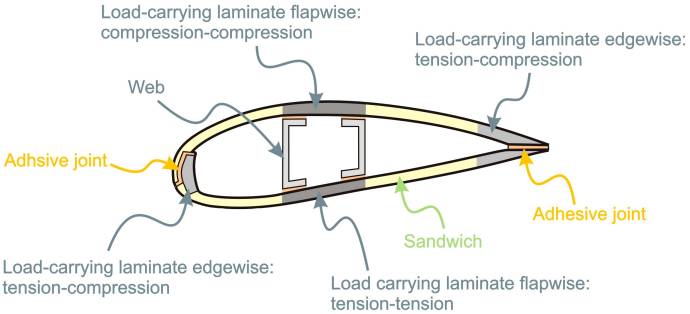 Load-carrying laminate flapwise:
compression-compression
Load-carrying laminate edgewise:
tension-compression
Web
Adhsive joint
Adhesive joint
Sandwich
Load-carrying laminate edgewise:
tension-compression
Load carrying laminate flapwise:
tension-tension